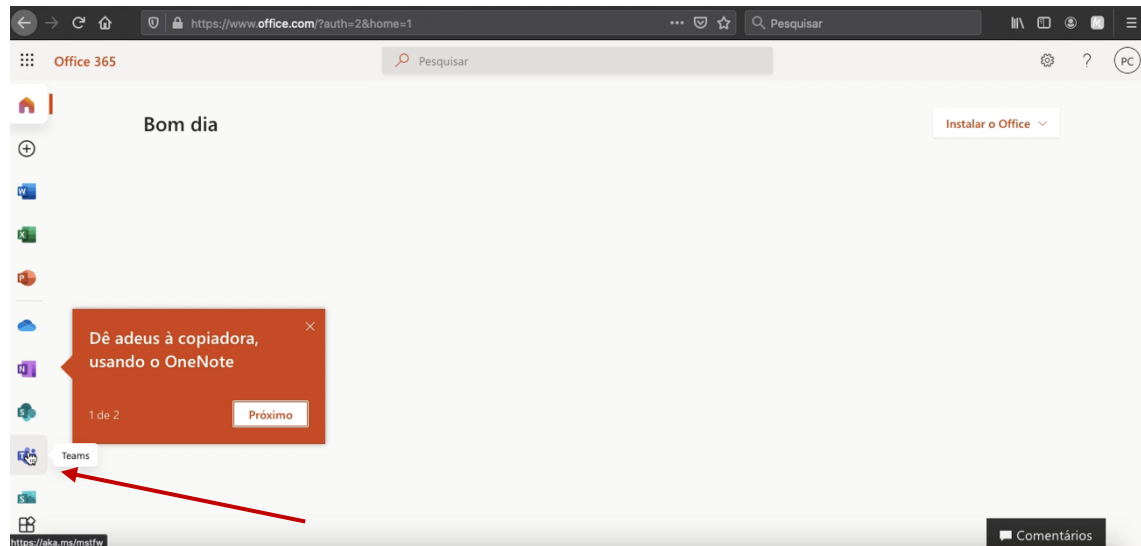 https://www.office.com/?auth=2&home=1
Pesquisar
Office 365
Pesquisar
?
PC
Bom dia
Instalar o Office
W
X
P
Dê adeus à copiadora,
usando o OneNote
N
1 de 2
Próximo
S
Teams
S
https://aka.ms/mstfw
Comentários